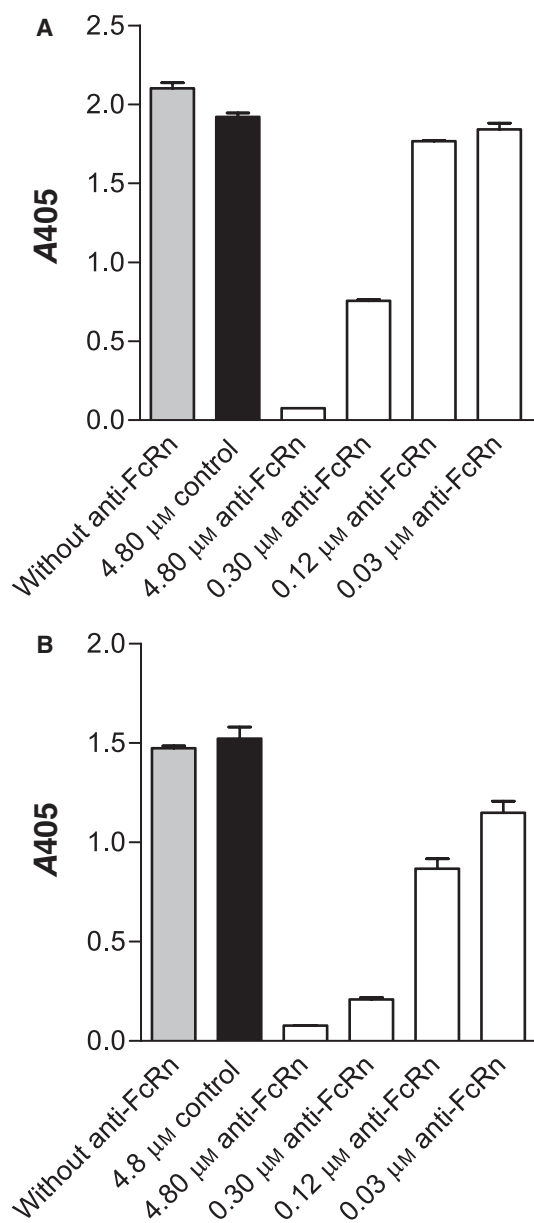 A
2.5
2.0
1.5
1.0
0.5
0.0
A405
Without anti-FcRn
4.80 μM control
4.80 μM anti-FcRn
0.30 μM anti-FcRn
0.12 μM anti-FcRn
0.03 μM anti-FcRn
B
2.0
1.5
1.0
0.5
0.0
A405
Without anti-FcRn
4.8 μM control
4.80 μM anti-FcRn
0.30 μM anti-FcRn
0.12 μM anti-FcRn
0.03 μM anti-FcRn